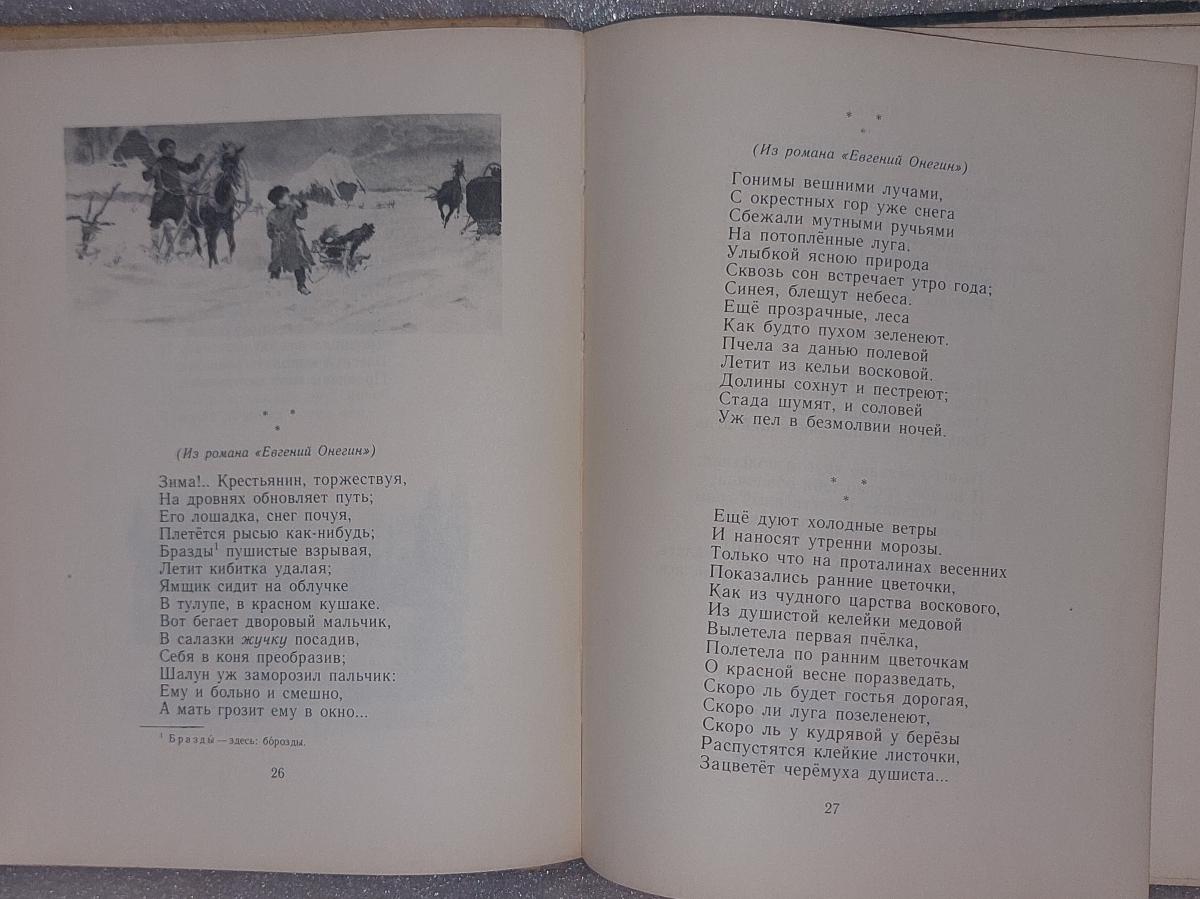 * *
*
(Из романа «Евгений Онегин»)
Зима!.. Крестьянин, торжествуя,
На дровнях обновляет путь;
Его лошадка, снег почуя,
Плетётся рысью как-нибудь;
Бразды¹ пушистые взрывая,
Летит кибитка удалая;
Ямщик сидит на облучке
В тулупе, в красном кушаке.
Вот бегает дворовый мальчик,
В салазки жучку посадив,
Себя в коня преобразив;
Шалун уж заморозил пальчик:
Ему и больно и смешно,
А мать грозит ему в окно...
¹ Бразды́ — здесь: бо́розды.
26
* *
*
(Из романа «Евгений Онегин»)
Гонимы вешними лучами,
С окрестных гор уже снега
Сбежали мутными ручьями
На потоплённые луга.
Улыбкой ясною природа
Сквозь сон встречает утро года;
Синея, блещут небеса.
Ещё прозрачные, леса
Как будто пухом зеленеют.
Пчела за данью полевой
Летит из кельи восковой.
Долины сохнут и пестреют;
Стада шумят, и соловей
Уж пел в безмолвии ночей.
* *
*
Ещё дуют холодные ветры
И наносят утренни морозы.
Только что на проталинах весенних
Показались ранние цветочки,
Как из чудного царства воскового,
Из душистой келейки медовой
Вылетела первая пчёлка,
Полетела по ранним цветочкам
О красной весне поразведать,
Скоро ль будет гостья дорогая,
Скоро ли луга позеленеют,
Скоро ль у кудрявой у берёзы
Распустятся клейкие листочки,
Зацветёт черёмуха душиста...
27